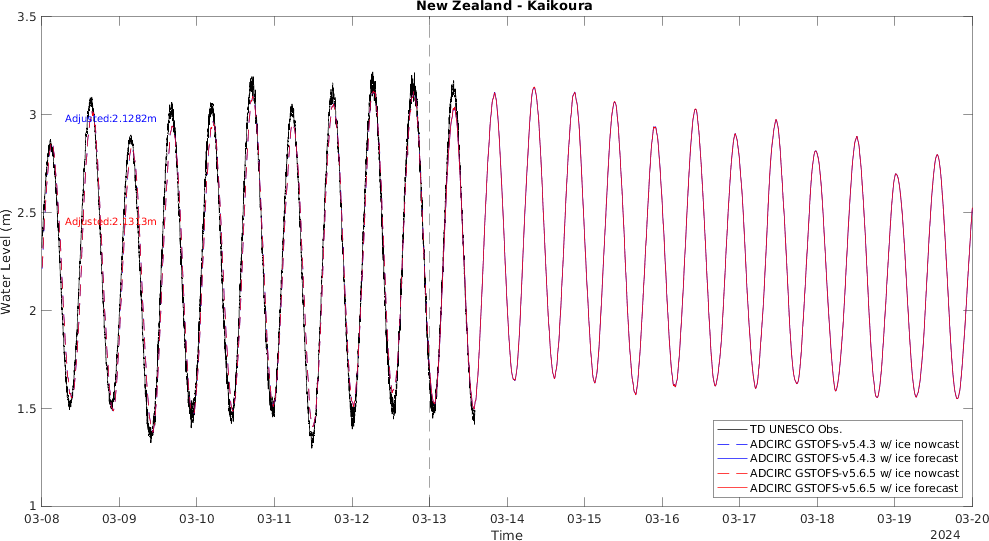 New Zealand - Kaikoura
3.5
3
2.5
2
1.5
1
Water Level (m)
Adjusted:2.1282m
Adjusted:2.1313m
TD UNESCO Obs.
ADCIRC GSTOFS-v5.4.3 w/ ice nowcast
ADCIRC GSTOFS-v5.4.3 w/ ice forecast
ADCIRC GSTOFS-v5.6.5 w/ ice nowcast
ADCIRC GSTOFS-v5.6.5 w/ ice forecast
03-08 03-09 03-10 03-11 03-12 03-13 03-14 03-15 03-16 03-17 03-18 03-19 03-20
Time
2024